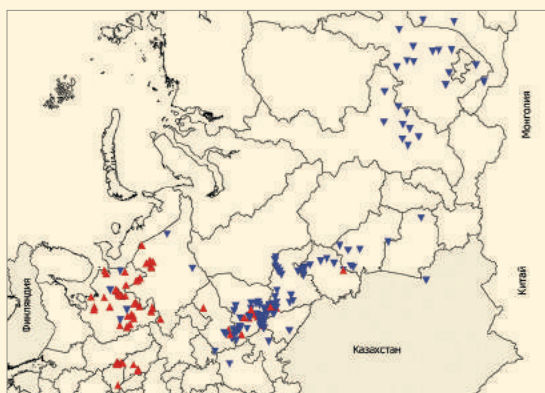 Финляндия
Казахстан
Китай
Монголия